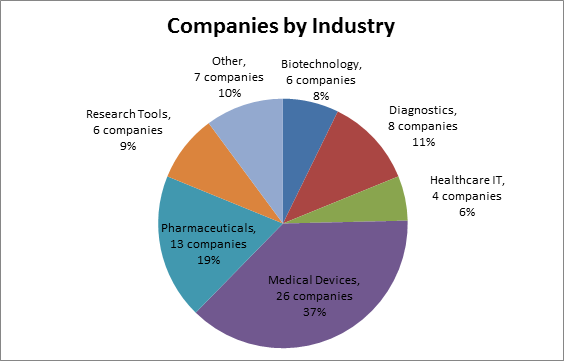 Companies by Industry
Biotechnology,
6 companies
8%
Diagnostics,
8 companies
11%
Healthcare IT,
4 companies
6%
Medical Devices,
26 companies
37%
Pharmaceuticals,
13 companies
19%
Research Tools,
6 companies
9%
Other,
7 companies
10%